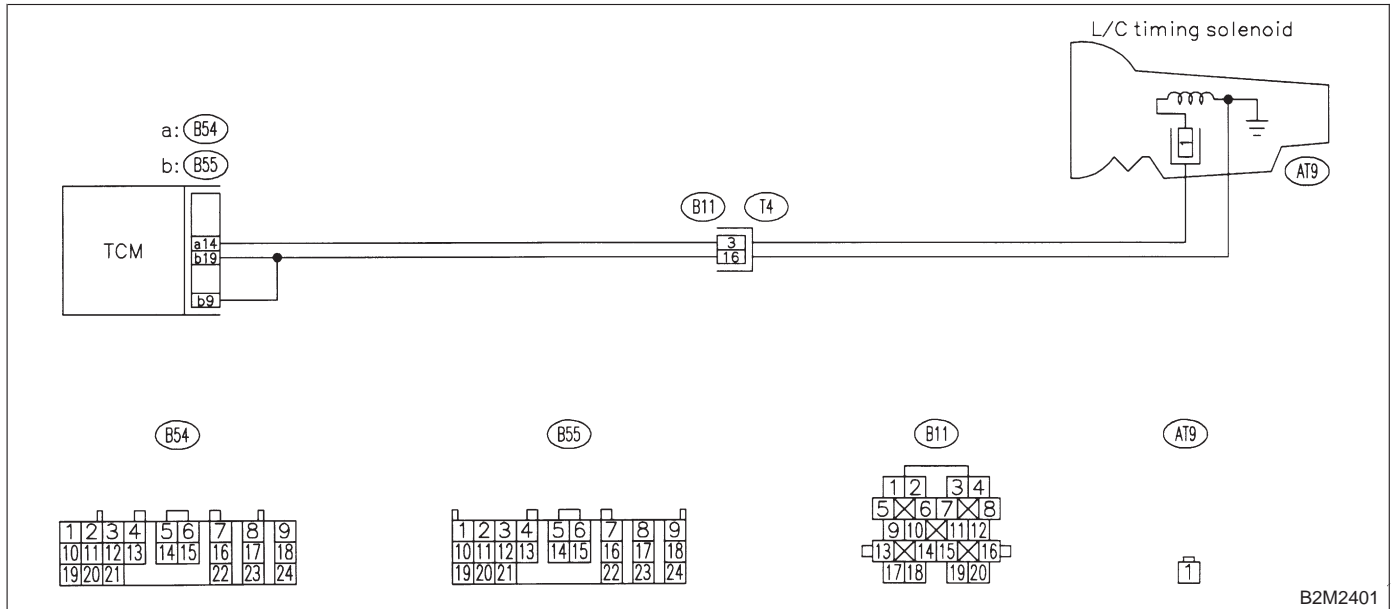 L/C timing solenoid
a: B54
b: B55
TCM
a14
b19
b9
B11 T4
3
16
1
AT9
B54 B55 B11 AT9
1 2 3 4 5 6 7 8 9
10 11 12 13 14 15 16 17 18
19 20 21 22 23 24
1 2 3 4 5 6 7 8 9
10 11 12 13 14 15 16 17 18
19 20 21 22 23 24
1 2 3 4
5 6 7 8
9 10 11 12
13 14 15 16
17 18 19 20
1
B2M2401